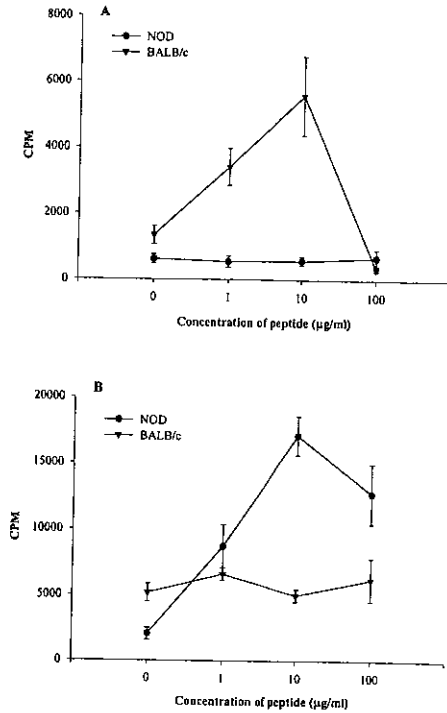 A
8000
NOD
BALB/c
6000
CPM
4000
2000
0
0 1 10 100
Concentration of peptide (µg/ml)
B
20000
NOD
BALB/c
15000
CPM
10000
5000
0
0 1 10 100
Concentration of peptide (µg/ml)